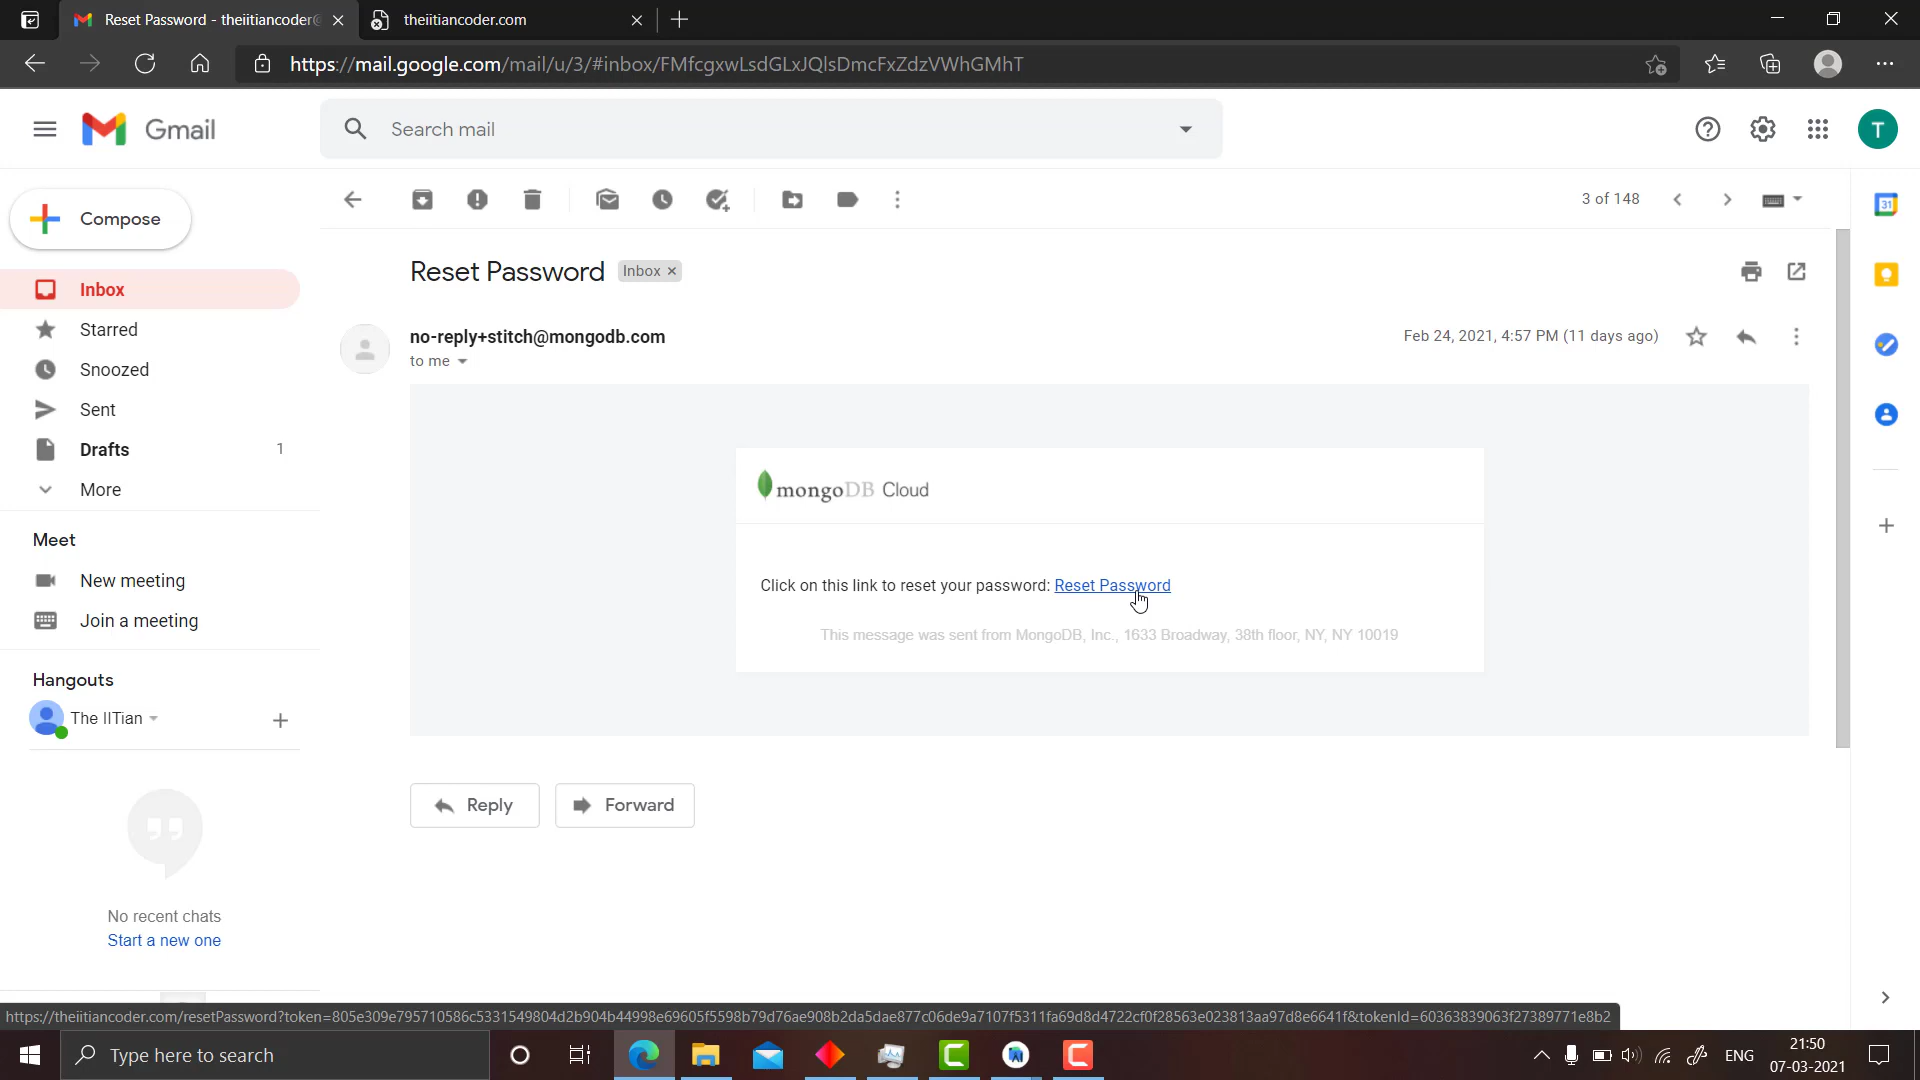 Reset Password - theiitiancoder@
theiitiancoder.com
https://mail.google.com/mail/u/3/#inbox/FMfcgxwLsdGLxJQlsDmcFxZdzVWhGMhT
Gmail
Search mail
T
Compose
3 of 148
31
Reset Password
Inbox ×
Inbox
Starred
Snoozed
Sent
Drafts 1
More
no-reply+stitch@mongodb.com
Feb 24, 2021, 4:57 PM (11 days ago)
to me
mongoDB Cloud
Click on this link to reset your password: Reset Password
This message was sent from MongoDB, Inc., 1633 Broadway, 38th floor, NY, NY 10019
Meet
New meeting
Join a meeting
Hangouts
The IITian
Reply
Forward
No recent chats
Start a new one
https://theiitiancoder.com/resetPassword?token=805e309e795710586c5331549804d2b904b44998e69605f5598b79d76ae908b2da5dae877c06de9a7107f5311fa69d8d4722cf0f28563e023813aa97d8e6641f&tokenId=60363839063f27389771e8b2
Type here to search
ENG
21:50
07-03-2021